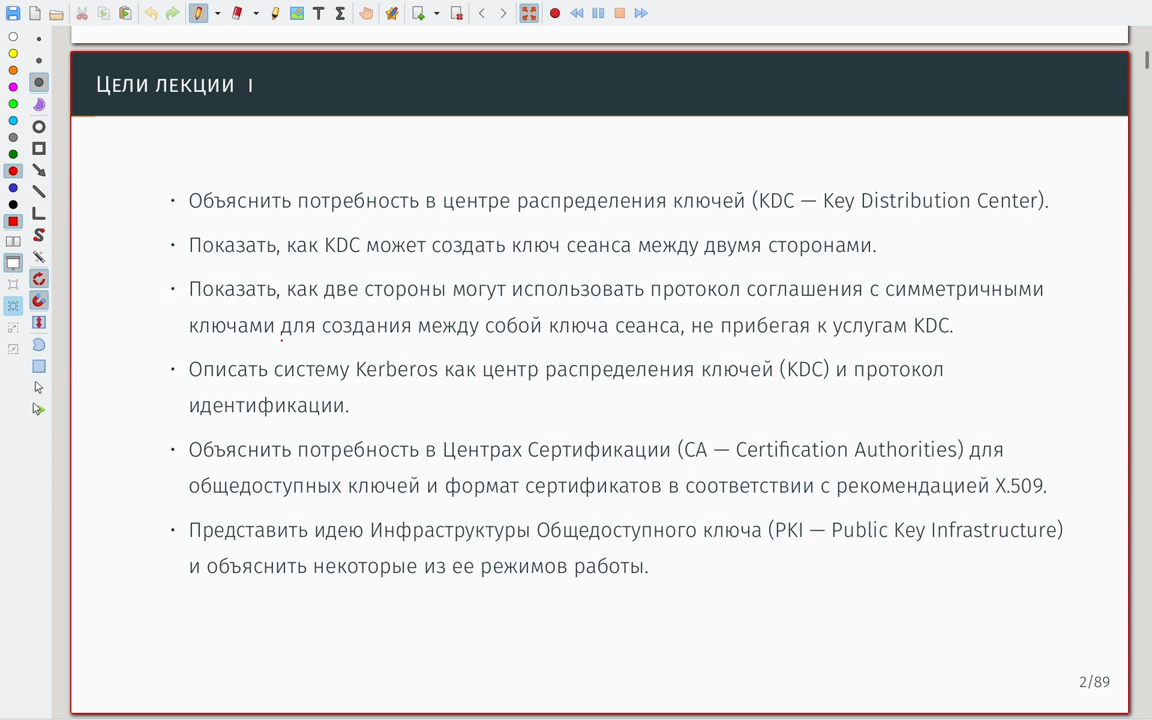 Цели лекции I
• Объяснить потребность в центре распределения ключей (KDC — Key Distribution Center).
• Показать, как KDC может создать ключ сеанса между двумя сторонами.
• Показать, как две стороны могут использовать протокол соглашения с симметричными
ключами для создания между собой ключа сеанса, не прибегая к услугам KDC.
• Описать систему Kerberos как центр распределения ключей (KDC) и протокол
идентификации.
• Объяснить потребность в Центрах Сертификации (CA — Certification Authorities) для
общедоступных ключей и формат сертификатов в соответствии с рекомендацией X.509.
• Представить идею Инфраструктуры Общедоступного ключа (PKI — Public Key Infrastructure)
и объяснить некоторые из ее режимов работы.
2/89